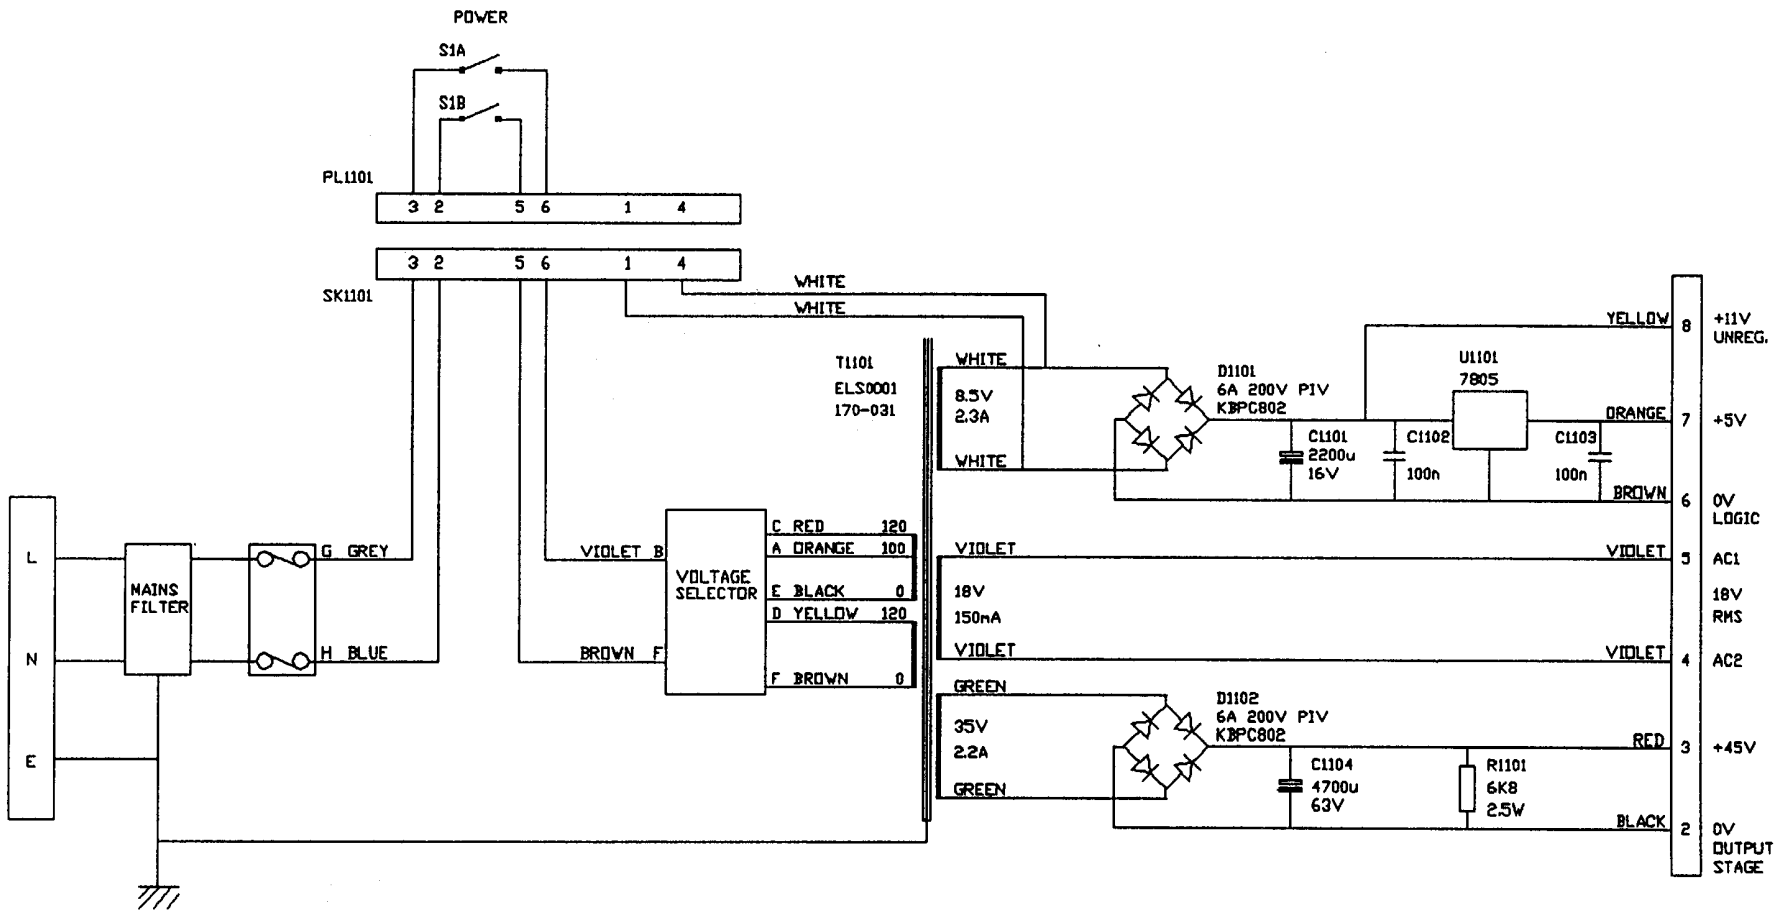 POWER
S1A
S1B
PL1101
3 2 5 6 1 4
3 2 5 6 1 4
SK1101
WHITE
WHITE
T1101
ELS0001
170-031
WHITE
8.5V
2.3A
WHITE
D1101
6A 200V PIV
KBPC802
C1101
2200u
16V
C1102
100n
U1101
7805
C1103
100n
YELLOW 8 +11V
UNREG.
ORANGE 7 +5V
BROWN 6 0V
LOGIC
L
N
E
MAINS
FILTER
G GREY
H BLUE
VIOLET B
BROWN F
VOLTAGE
SELECTOR
C RED 120
A ORANGE 100
E BLACK 0
D YELLOW 120
F BROWN 0
VIOLET
18V
150mA
VIOLET
VIOLET 5 AC1
18V
RMS
VIOLET 4 AC2
GREEN
35V
2.2A
GREEN
D1102
6A 200V PIV
KBPC802
C1104
4700u
63V
R1101
6K8
2.5W
RED 3 +45V
BLACK 2 0V
OUTPUT
STAGE